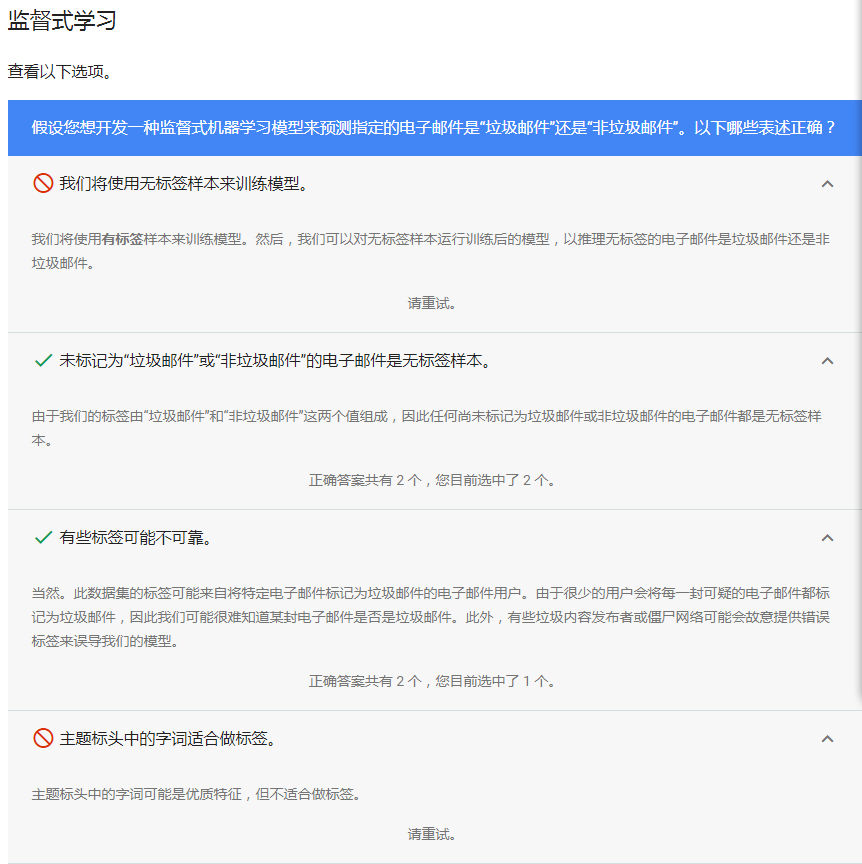 监督式学习
查看以下选项。
假设您想开发一种监督式机器学习模型来预测指定的电子邮件是“垃圾邮件”还是“非垃圾邮件”。以下哪些表述正确？
我们将使用无标签样本来训练模型。
我们将使用有标签样本来训练模型。然后，我们可以对无标签样本运行训练后的模型，以推理无标签的电子邮件是垃圾邮件还是非
垃圾邮件。
请重试。
未标记为“垃圾邮件”或“非垃圾邮件”的电子邮件是无标签样本。
由于我们的标签由“垃圾邮件”和“非垃圾邮件”这两个值组成，因此任何尚未标记为垃圾邮件或非垃圾邮件的电子邮件都是无标签样
本。
正确答案共有 2 个，您目前选中了 2 个。
有些标签可能不可靠。
当然。此数据集的标签可能来自将特定电子邮件标记为垃圾邮件的电子邮件用户。由于很少的用户会将每一封可疑的电子邮件都标
记为垃圾邮件，因此我们可能很难知道某封电子邮件是否是垃圾邮件。此外，有些垃圾内容发布者或僵尸网络可能会故意提供错误
标签来误导我们的模型。
正确答案共有 2 个，您目前选中了 1 个。
主题标头中的字词适合做标签。
主题标头中的字词可能是优质特征，但不适合做标签。
请重试。